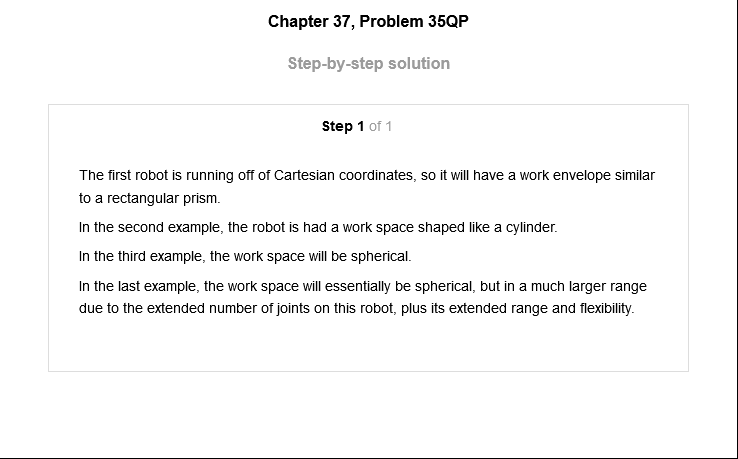 Chapter 37, Problem 35QP
Step-by-step solution
Step 1 of 1
The first robot is running off of Cartesian coordinates, so it will have a work envelope similar
to a rectangular prism.
In the second example, the robot is had a work space shaped like a cylinder.
In the third example, the work space will be spherical.
In the last example, the work space will essentially be spherical, but in a much larger range
due to the extended number of joints on this robot, plus its extended range and flexibility.